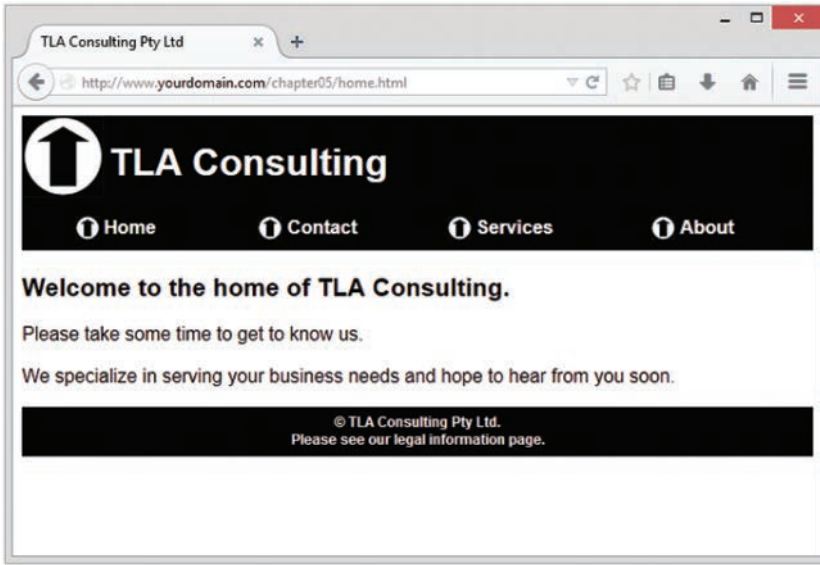 TLA Consulting Pty Ltd
http://www.yourdomain.com/chapter05/home.html
TLA Consulting
Home Contact Services About
Welcome to the home of TLA Consulting.
Please take some time to get to know us.
We specialize in serving your business needs and hope to hear from you soon.
© TLA Consulting Pty Ltd.
Please see our legal information page.